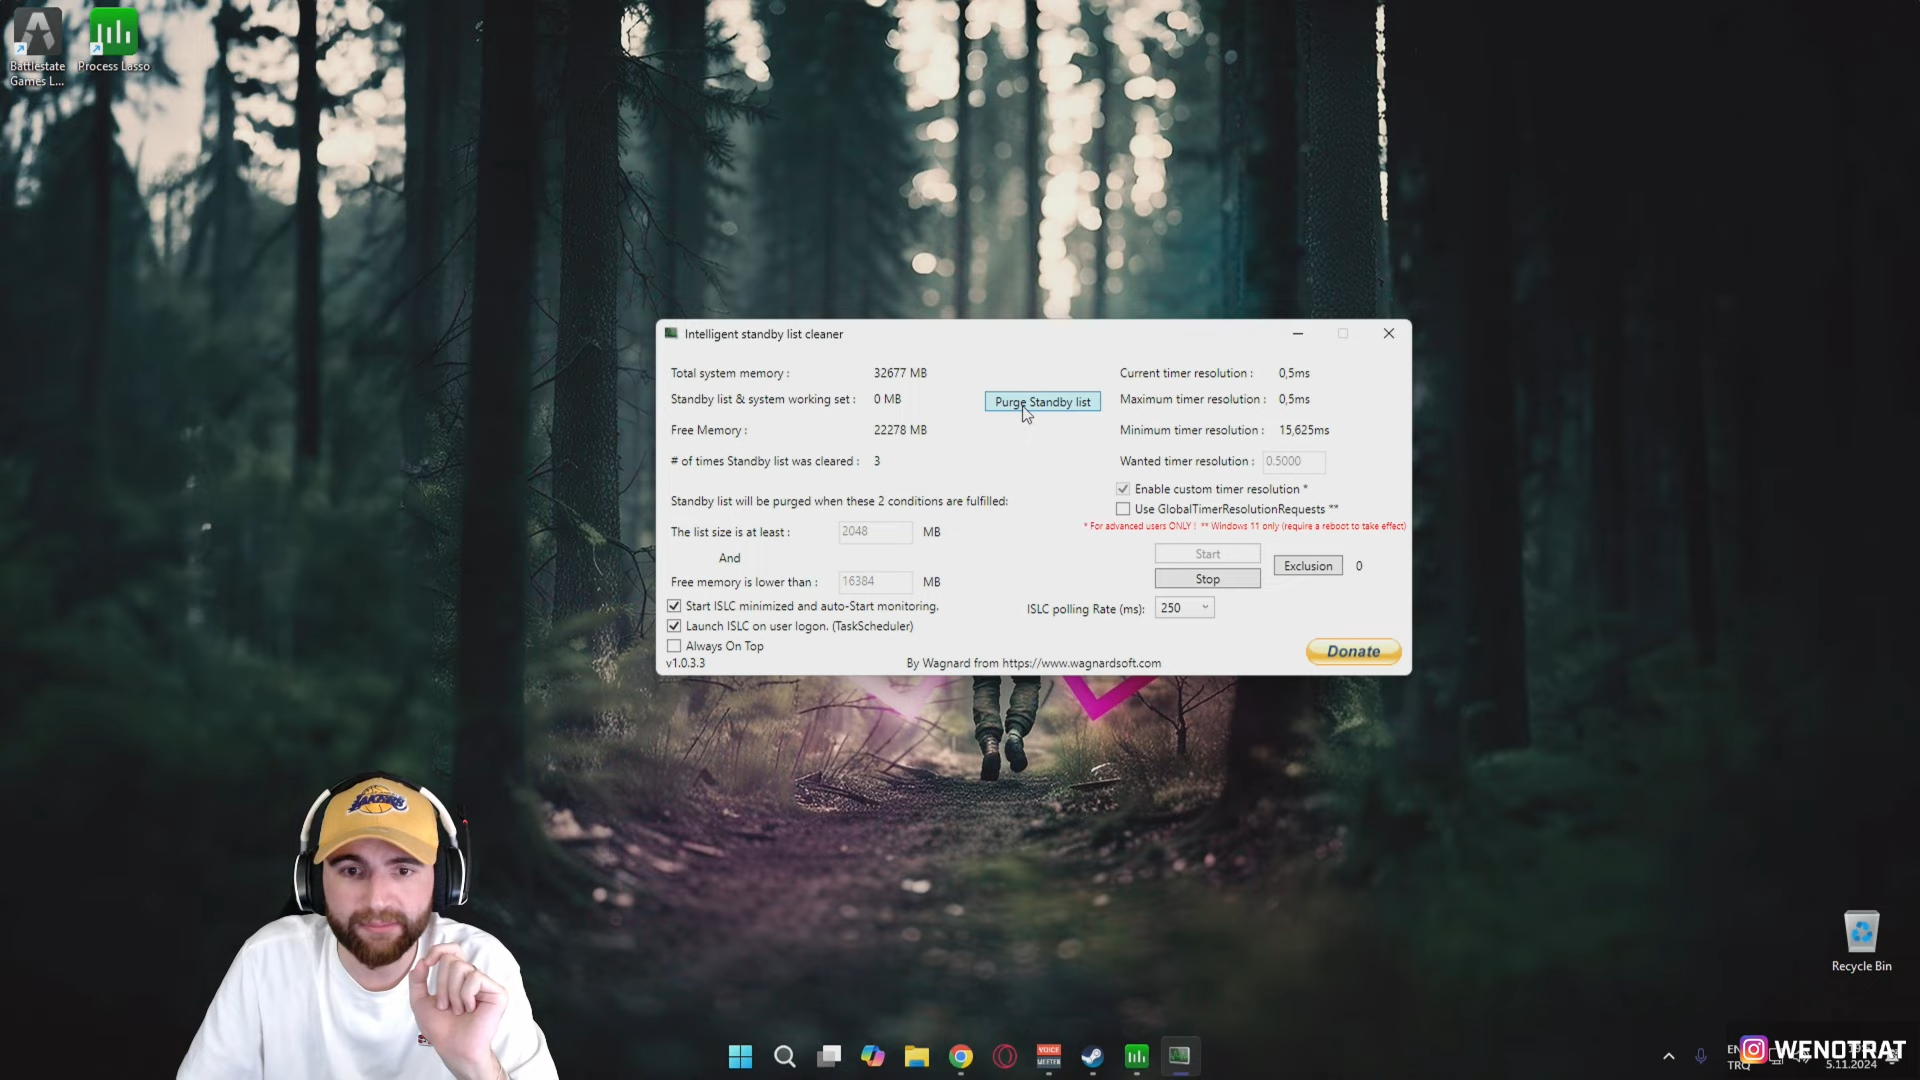 Battlestate
Games L...
Process Lasso
Intelligent standby list cleaner
Total system memory : 32677 MB
Standby list & system working set : 0 MB
Purge Standby list
Free Memory : 22278 MB
# of times Standby list was cleared : 3
Standby list will be purged when these 2 conditions are fulfilled:
The list size is at least : 2048 MB
And
Free memory is lower than : 16384 MB
Start ISLC minimized and auto-Start monitoring.
Launch ISLC on user logon. (TaskScheduler)
Always On Top
v1.0.3.3
By Wagnard from https://www.wagnardsoft.com
Current timer resolution : 0,5ms
Maximum timer resolution : 0,5ms
Minimum timer resolution : 15,625ms
Wanted timer resolution : 0.5000
Enable custom timer resolution *
Use GlobalTimerResolutionRequests **
* For advanced users ONLY ! ** Windows 11 only (require a reboot to take effect)
Start
Stop
Exclusion 0
ISLC polling Rate (ms): 250
Donate
LAKERS
Recycle Bin
VOICE
MEETER
WENOTRAT
5.11.2024